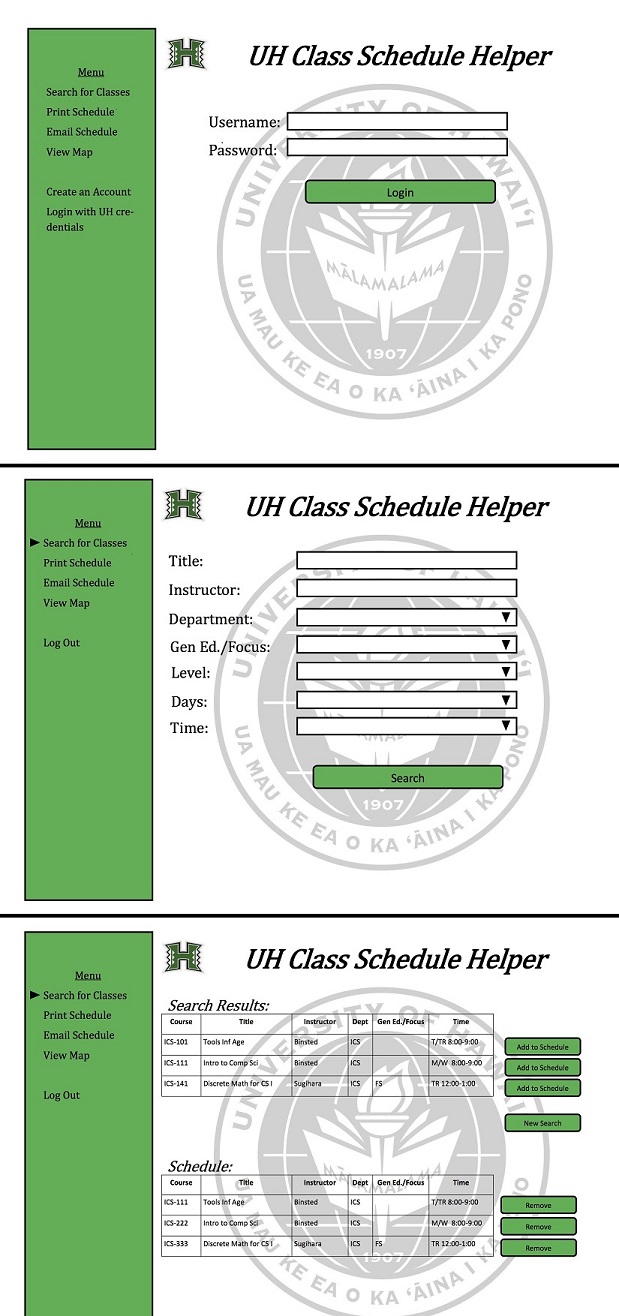 UH Class Schedule Helper
Menu
Search for Classes
Print Schedule
Email Schedule
View Map
Create an Account
Login with UH cre-
dentials
Username:
Password:
Login
UNIVERSITY OF HAWAIʻI
MĀLAMALAMA
1907
UA MAU KE EA O KA ʻĀINA I KA PONO
UH Class Schedule Helper
Menu
Search for Classes
Print Schedule
Email Schedule
View Map
Log Out
Title:
Instructor:
Department:
Gen Ed./Focus:
Level:
Days:
Time:
Search
1907
UA MAU KE EA O KA ʻĀINA I KA PONO
UH Class Schedule Helper
Menu
Search for Classes
Print Schedule
Email Schedule
View Map
Log Out
Search Results:
Course Title Instructor Dept Gen Ed./Focus Time
ICS-101 Tools Inf Age Binsted ICS T/TR 8:00-9:00 Add to Schedule
ICS-111 Intro to Comp Sci Binsted ICS M/W 8:00-9:00 Add to Schedule
ICS-141 Discrete Math for CS I Sugihara ICS FS TR 12:00-1:00 Add to Schedule
New Search
Schedule:
Course Title Instructor Dept Gen Ed./Focus Time
ICS-111 Tools Inf Age Binsted ICS T/TR 8:00-9:00 Remove
ICS-222 Intro to Comp Sci Binsted ICS M/W 8:00-9:00 Remove
ICS-333 Discrete Math for CS I Sugihara ICS FS TR 12:00-1:00 Remove
1907